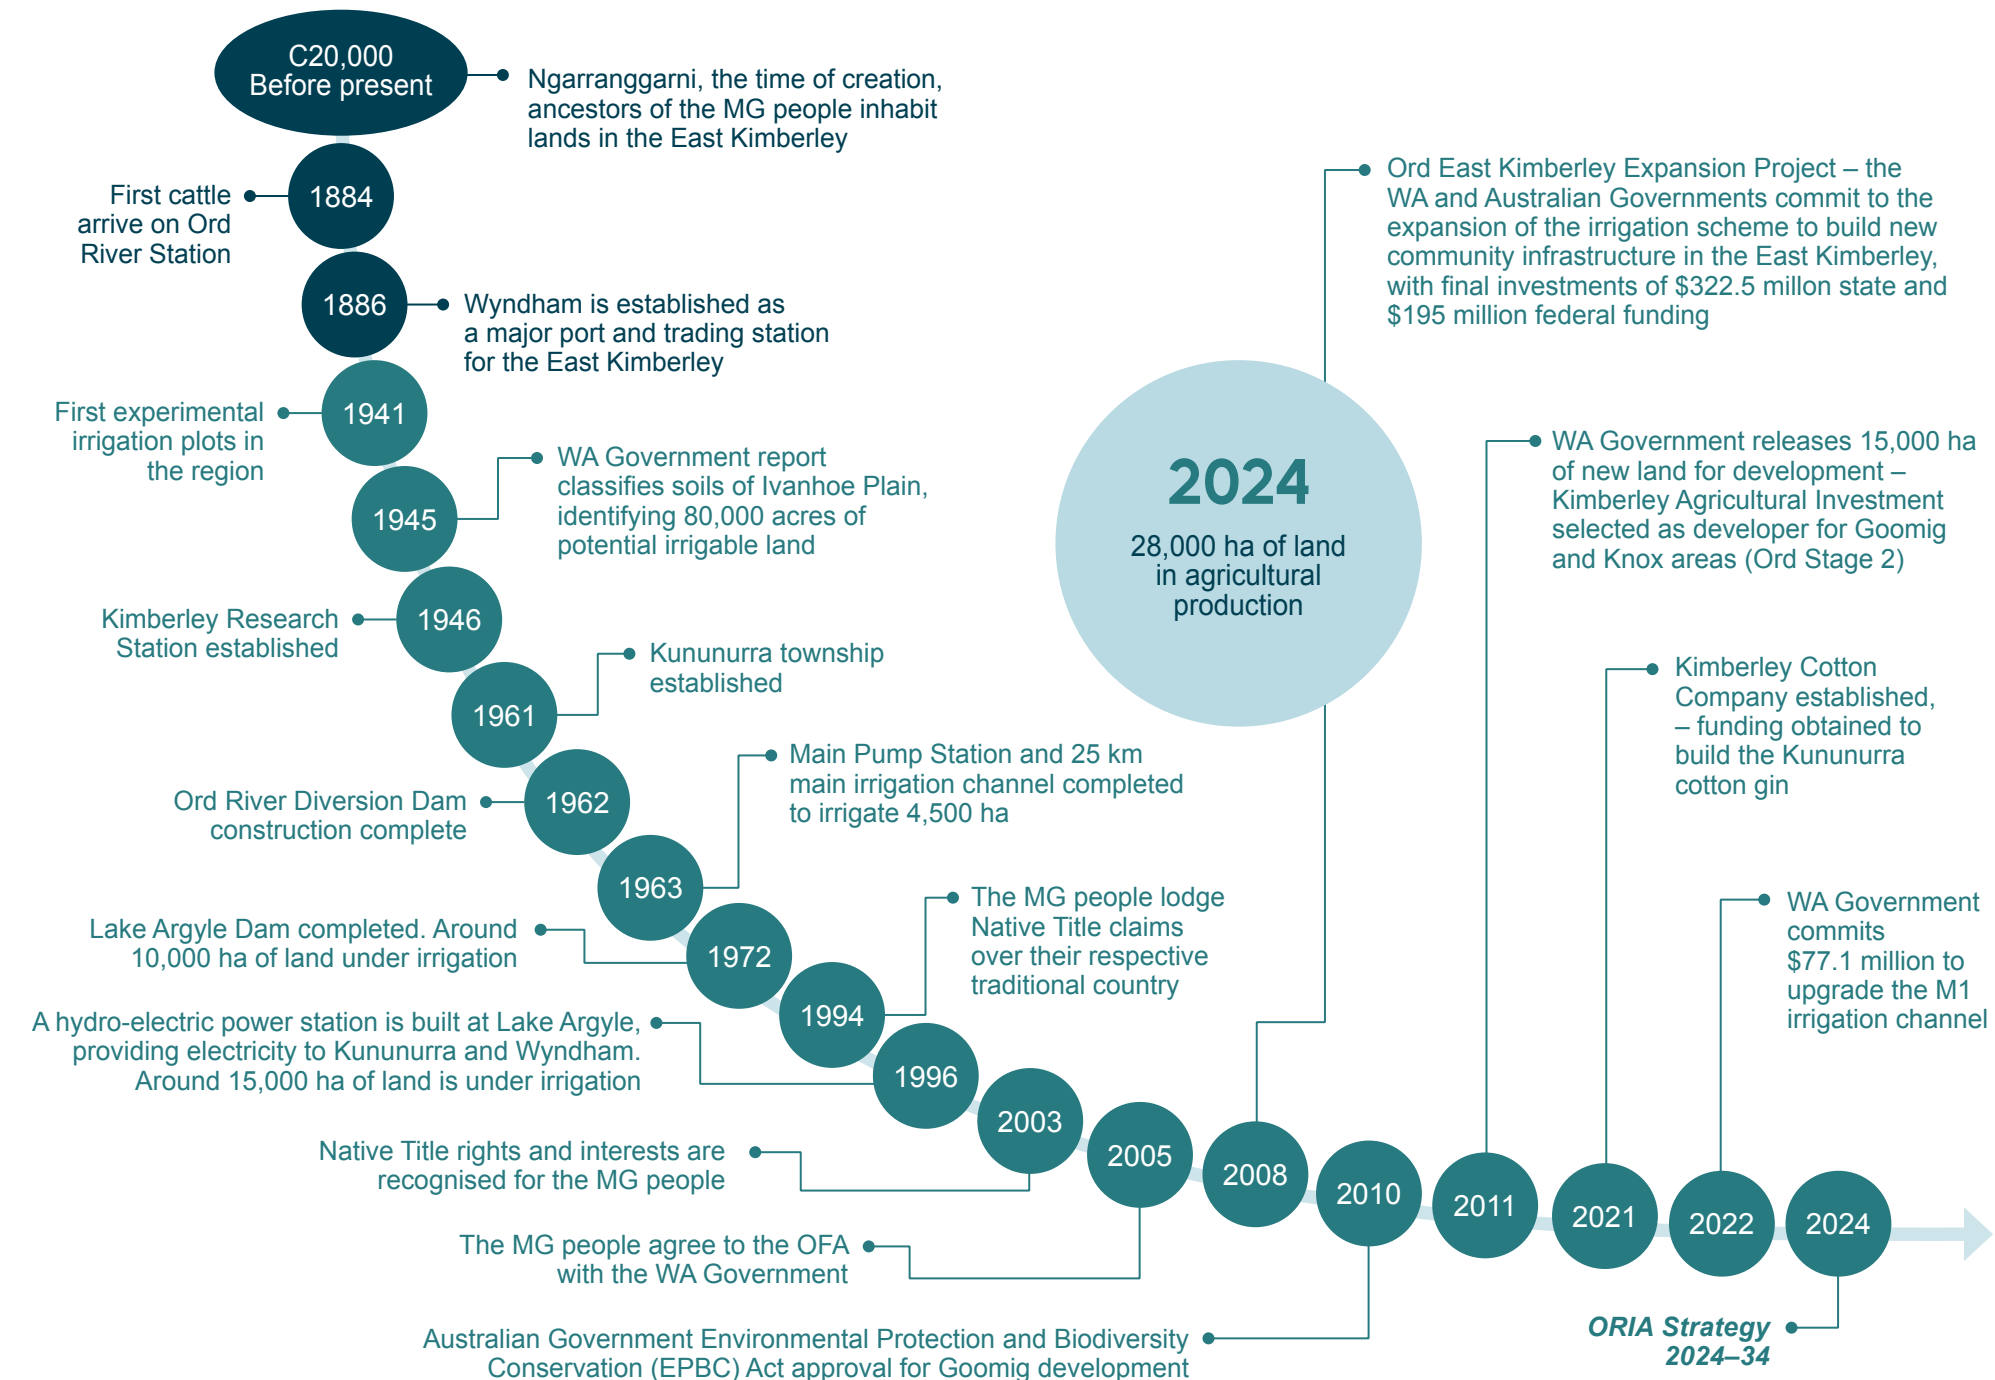 C20,000
Before present
Ngarranggarni, the time of creation,
ancestors of the MG people inhabit
lands in the East Kimberley
First cattle
arrive on Ord
River Station
1884
1886
Wyndham is established as
a major port and trading station
for the East Kimberley
First experimental
irrigation plots in
the region
1941
1945
WA Government report
classifies soils of Ivanhoe Plain,
identifying 80,000 acres of
potential irrigable land
Kimberley Research
Station established
1946
1961
Kununurra township
established
Ord River Diversion Dam
construction complete
1962
1963
Main Pump Station and 25 km
main irrigation channel completed
to irrigate 4,500 ha
Lake Argyle Dam completed. Around
10,000 ha of land under irrigation
1972
1994
The MG people lodge
Native Title claims
over their respective
traditional country
A hydro-electric power station is built at Lake Argyle,
providing electricity to Kununurra and Wyndham.
Around 15,000 ha of land is under irrigation
1996
Native Title rights and interests are
recognised for the MG people
2003
The MG people agree to the OFA
with the WA Government
2005
2008
Ord East Kimberley Expansion Project – the
WA and Australian Governments commit to the
expansion of the irrigation scheme to build new
community infrastructure in the East Kimberley,
with final investments of $322.5 millon state and
$195 million federal funding
2024
28,000 ha of land
in agricultural
production
Australian Government Environmental Protection and Biodiversity
Conservation (EPBC) Act approval for Goomig development
2010
2011
WA Government releases 15,000 ha
of new land for development –
Kimberley Agricultural Investment
selected as developer for Goomig
and Knox areas (Ord Stage 2)
2021
Kimberley Cotton
Company established,
– funding obtained to
build the Kununurra
cotton gin
2022
WA Government
commits
$77.1 million to
upgrade the M1
irrigation channel
2024
ORIA Strategy
2024–34